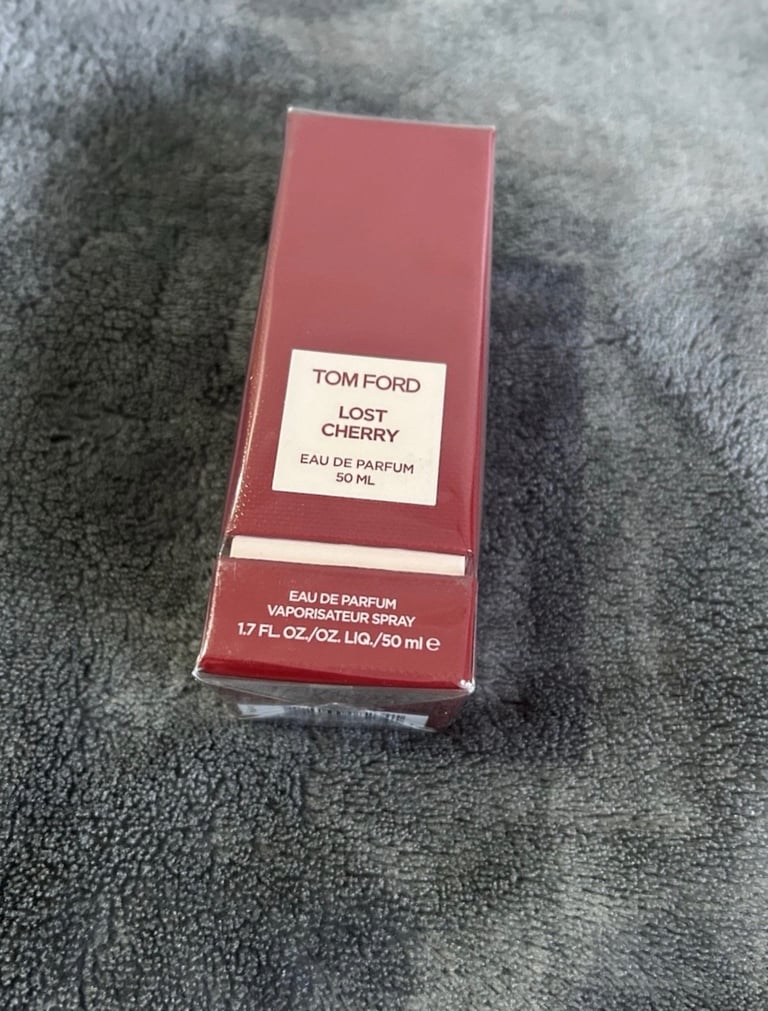 TOM FORD
LOST
CHERRY
EAU DE PARFUM
50 ML
EAU DE PARFUM
VAPORISATEUR SPRAY
1.7 FL. OZ./OZ. LIQ./50 ml e